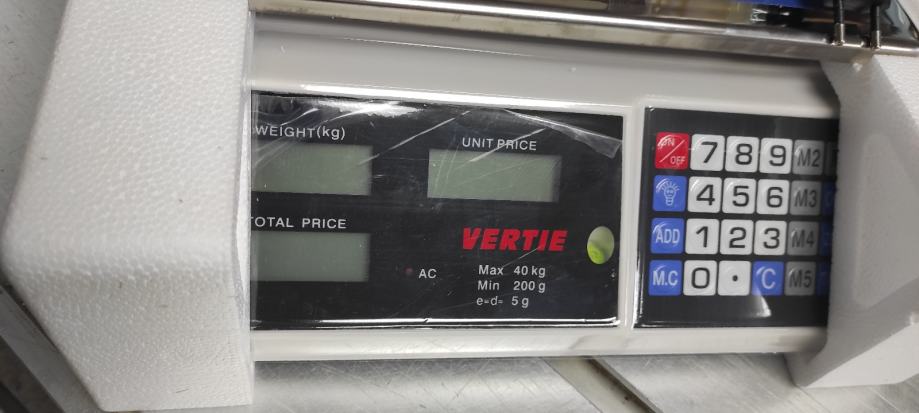 WEIGHT(kg)
UNIT PRICE
TOTAL PRICE
VERTIE
AC
Max 40 kg
Min 200 g
e=d= 5 g
ON/OFF 7 8 9 M2
4 5 6 M3
ADD 1 2 3 M4
M.C 0 . C M5